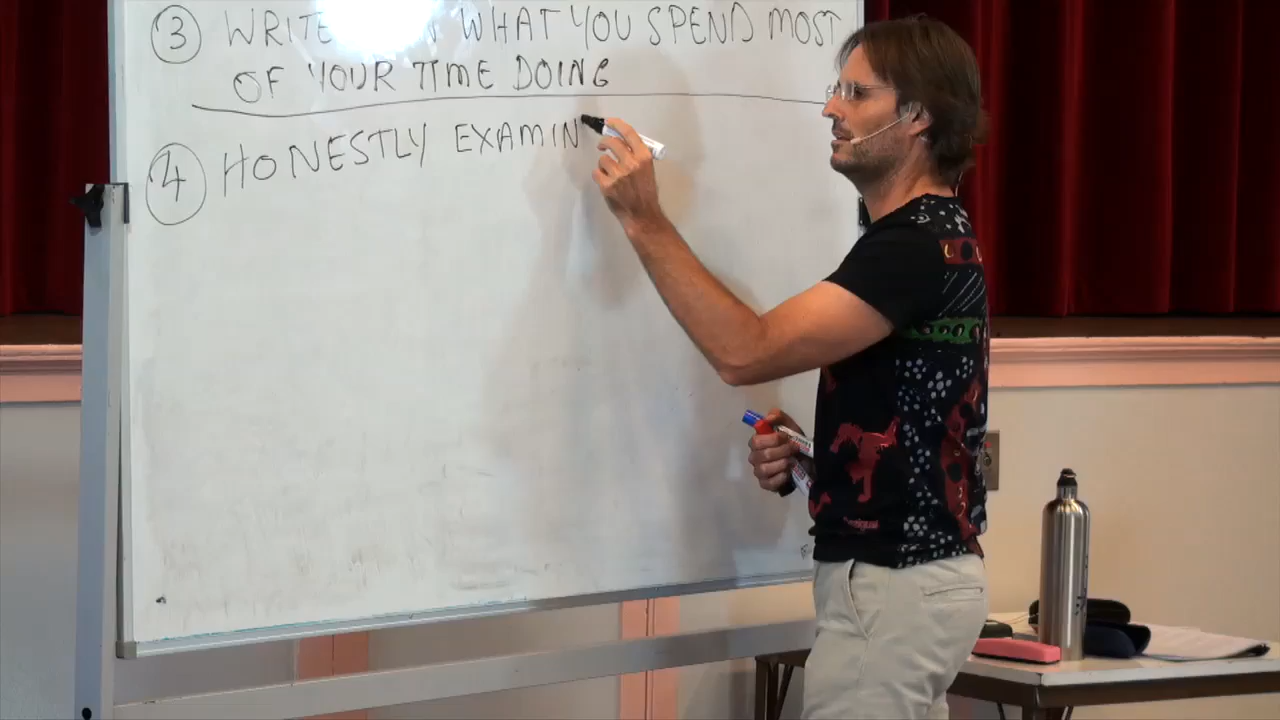 ③ WRITE WHAT YOU SPEND MOST
OF YOUR TIME DOING
④ HONESTLY EXAMIN